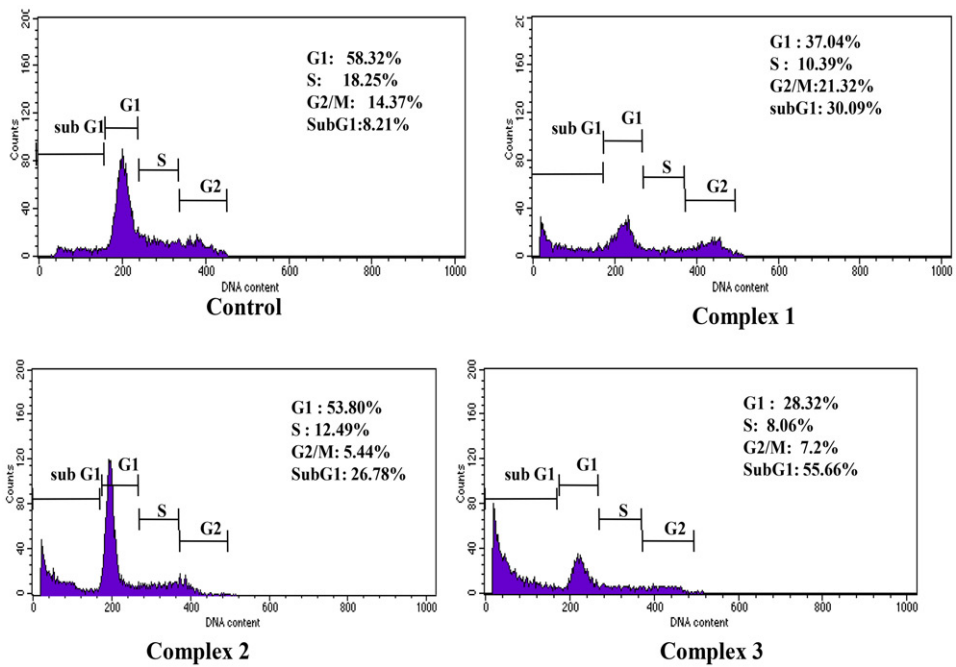 200
160
120
80
40
0
Counts
G1: 58.32%
S: 18.25%
G2/M: 14.37%
SubG1:8.21%
G1
sub G1
S
G2
0 200 400 600 800 1000
DNA content
Control
20
160
120
80
40
0
Counts
G1 : 37.04%
S : 10.39%
G2/M:21.32%
subG1: 30.09%
sub G1
G1
S
G2
0 200 400 600 800 1000
DNA content
Complex 1
200
160
120
80
40
0
Counts
G1 : 53.80%
S : 12.49%
G2/M: 5.44%
SubG1: 26.78%
sub G1
G1
S
G2
0 200 400 600 800 1000
DNA content
Complex 2
200
160
120
80
40
0
Counts
G1 : 28.32%
S: 8.06%
G2/M: 7.2%
SubG1: 55.66%
sub G1
G1
S
G2
0 200 400 600 800 1000
DNA content
Complex 3